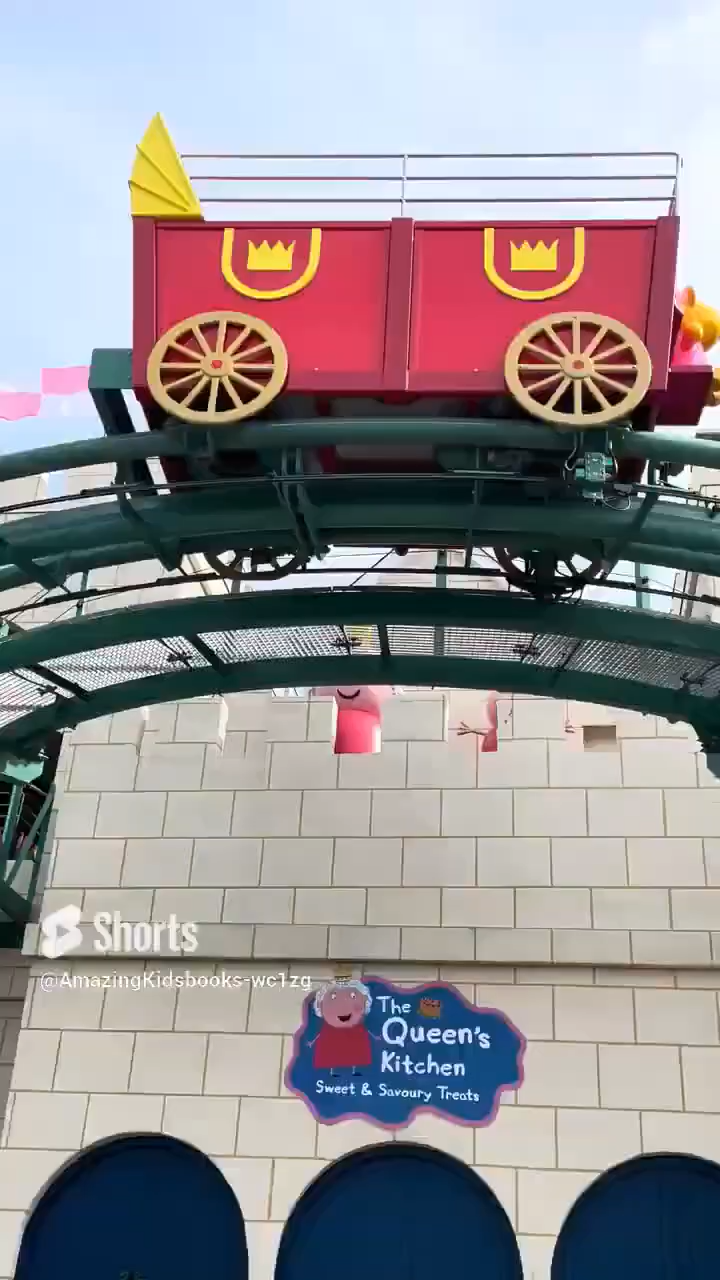 Shorts
@AmazingKidsbooks-wc1zg
The
Queen's
Kitchen
Sweet & Savoury Treats